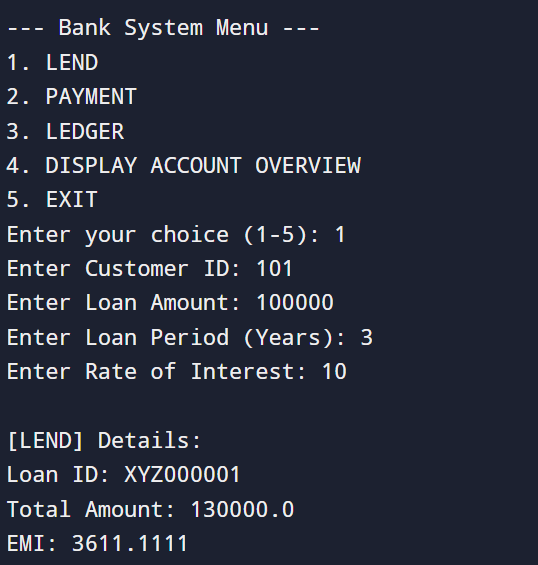 --- Bank System Menu ---
1. LEND
2. PAYMENT
3. LEDGER
4. DISPLAY ACCOUNT OVERVIEW
5. EXIT
Enter your choice (1-5): 1
Enter Customer ID: 101
Enter Loan Amount: 100000
Enter Loan Period (Years): 3
Enter Rate of Interest: 10
[LEND] Details:
Loan ID: XYZ000001
Total Amount: 130000.0
EMI: 3611.1111